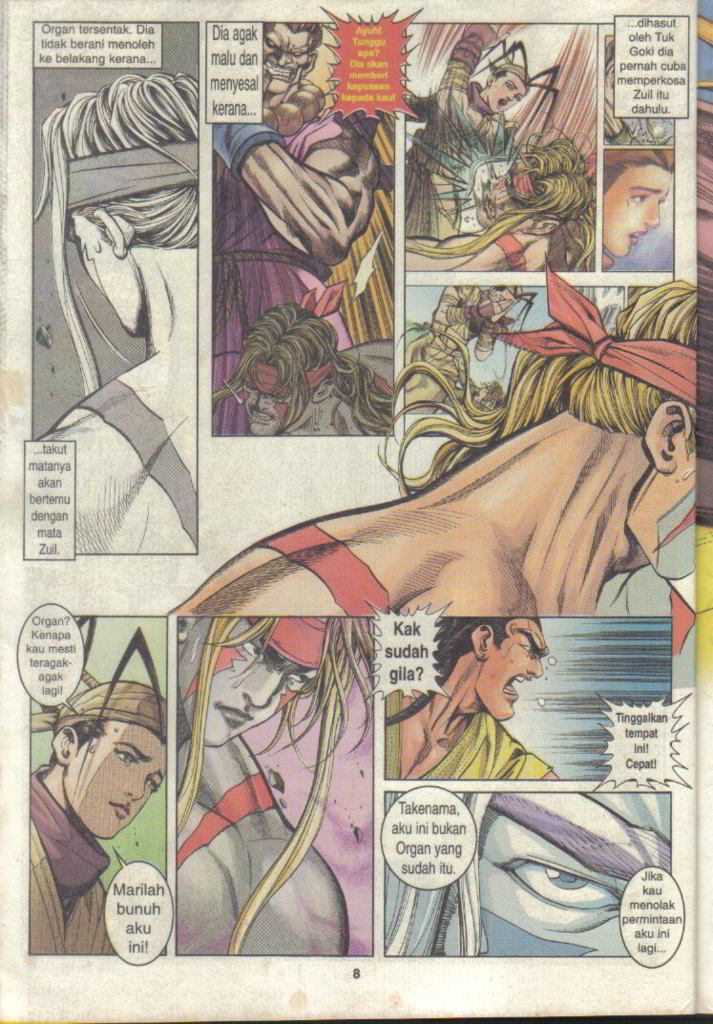 Organ tersentak. Dia
tidak berani menoleh
ke belakang kerana...
...takut
matanya
akan
bertemu
dengan
mata
Zuil.
Dia agak
malu dan
menyesal
kerana...
Ayuh!
Tunggu
apa?
Dia akan
memberi
kepuasan
kepada kau!
...dihasut
oleh Tuk
Goki dia
pernah cuba
memperkosa
Zuil itu
dahulu.
Organ?
Kenapa
kau mesti
teragak-
agak
lagi!
Marilah
bunuh
aku
ini!
Kak
sudah
gila?
Tinggalkan
tempat
ini!
Cepat!
Takenama,
aku ini bukan
Organ yang
sudah itu.
Jika
kau
menolak
permintaan
aku ini
lagi...
8